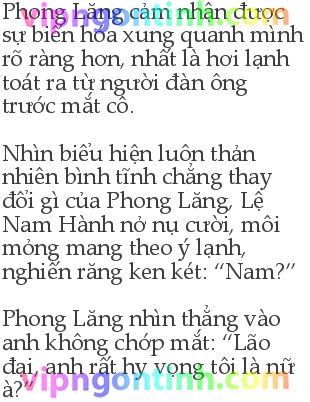 Phong Lăng cảm nhận được
sự biến hóa xung quanh mình
rõ ràng hơn, nhất là hơi lạnh
toát ra từ người đàn ông
trước mắt cô.
Nhìn biểu hiện luôn thản
nhiên bình tĩnh chẳng thay
đổi gì của Phong Lăng, Lệ
Nam Hành nở nụ cười, môi
mỏng mang theo ý lạnh,
nghiến răng ken két: “Nam?”
Phong Lăng nhìn thẳng vào
anh không chớp mắt: “Lão
đại, anh rất hy vọng tôi là nữ
à?”
vipngontinh.com